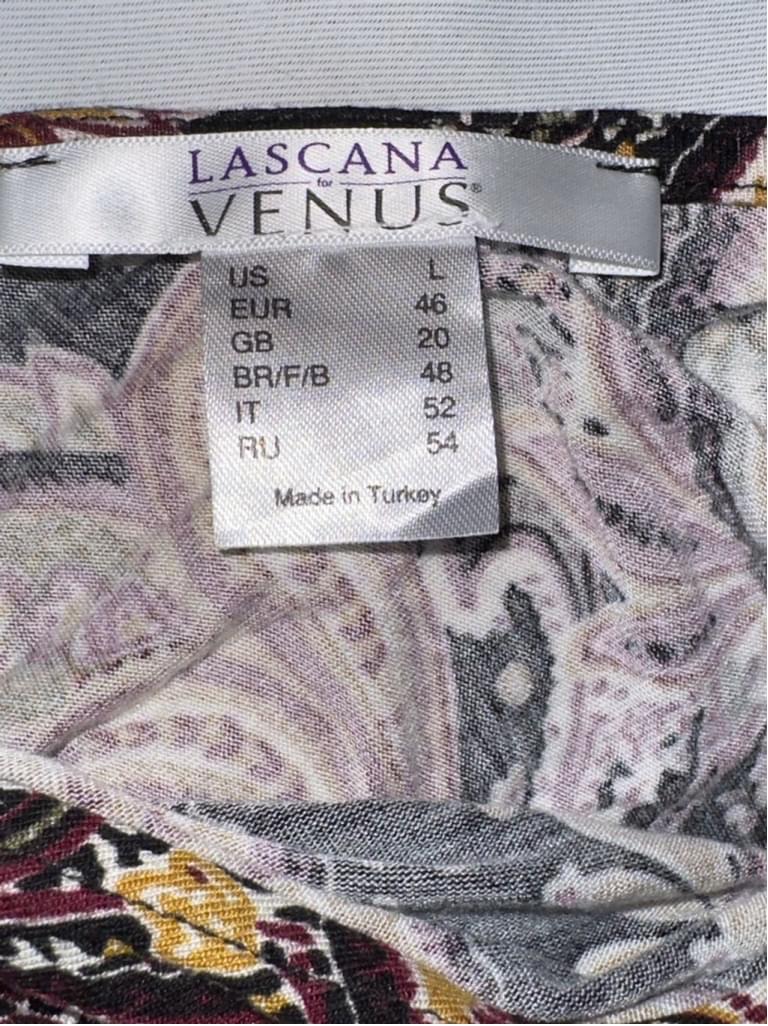 LASCANA
for
VENUS®
US L
EUR 46
GB 20
BR/F/B 48
IT 52
RU 54
Made in Turkey